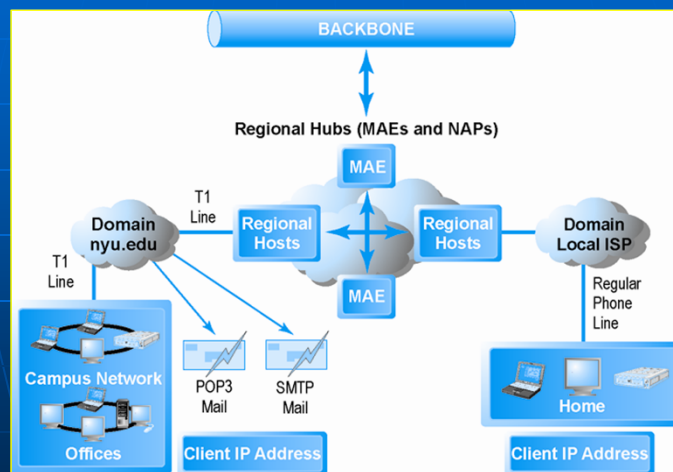 BACKBONE
Regional Hubs (MAEs and NAPs)
MAE
T1
Line
Domain
nyu.edu
Regional
Hosts
Regional
Hosts
Domain
Local ISP
T1
Line
MAE
Regular
Phone
Line
Campus Network
Offices
POP3
Mail
SMTP
Mail
Home
Client IP Address
Client IP Address